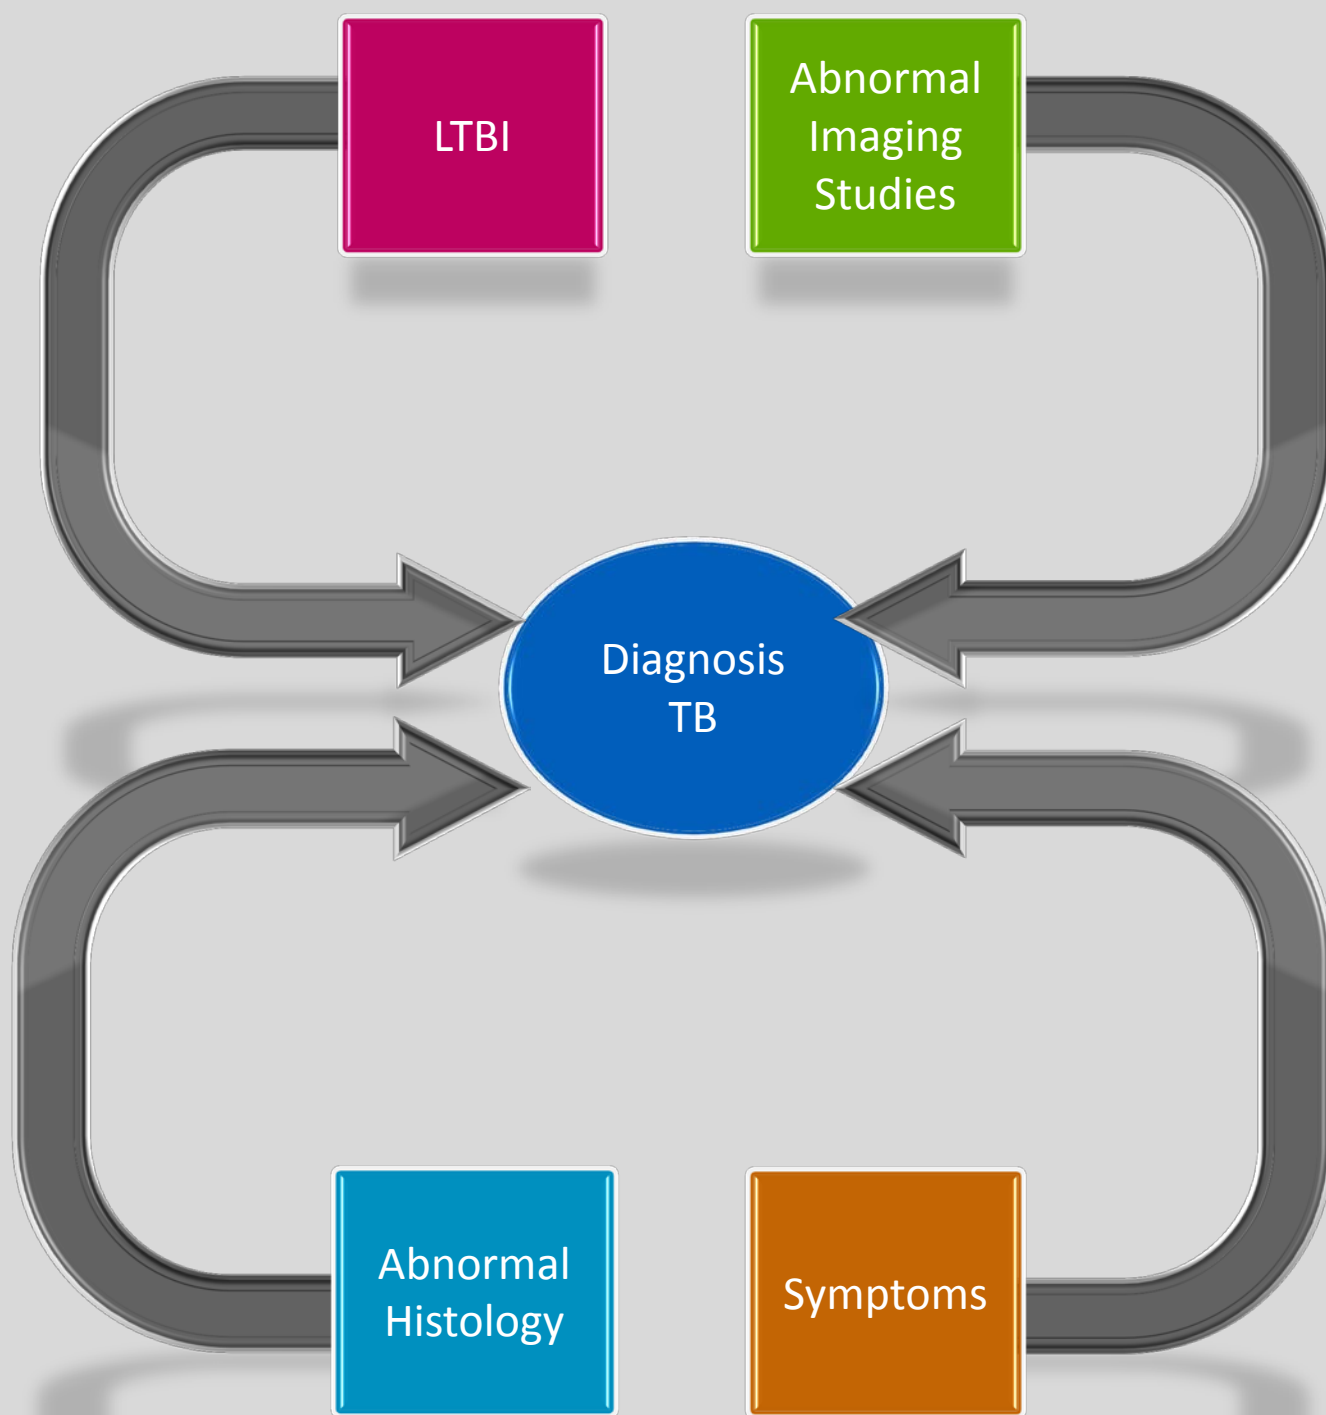 LTBI
Abnormal
Imaging
Studies
Diagnosis
TB
Abnormal
Histology
Symptoms